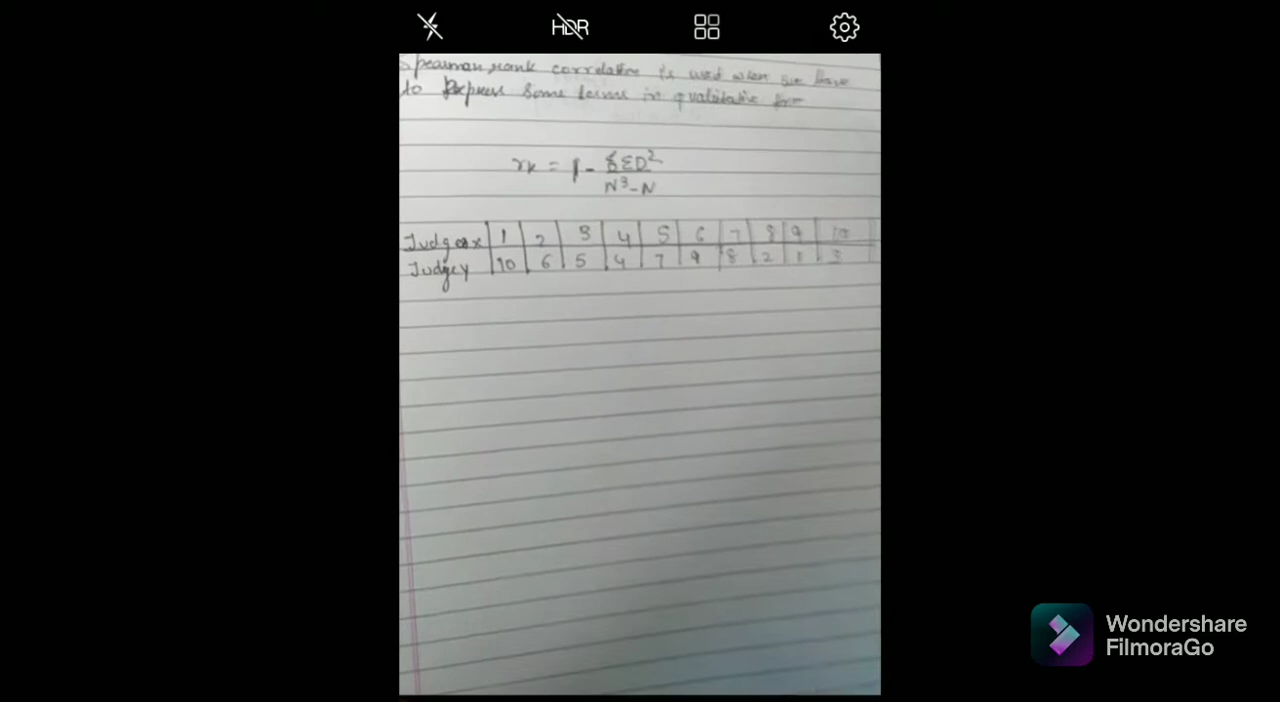 HDR
Spearman rank correlation is used when we have
to Express some terms in qualitative form
rk = 1 - 6ΣD²
N³-N
Judge x 1 2 3 4 5 6 7 8 9 10
Judge y 10 6 5 4 7 9 8 2 1 3
Wondershare
FilmoraGo